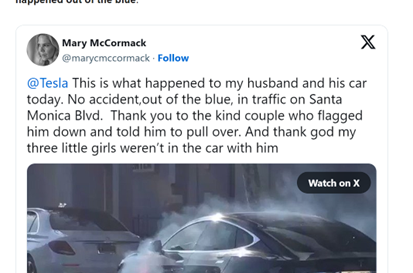 happened out of the blue.
Mary McCormack
@marycmccormack · Follow
@Tesla This is what happened to my husband and his car
today. No accident,out of the blue, in traffic on Santa
Monica Blvd.  Thank you to the kind couple who flagged
him down and told him to pull over. And thank god my
three little girls weren’t in the car with him
Watch on X